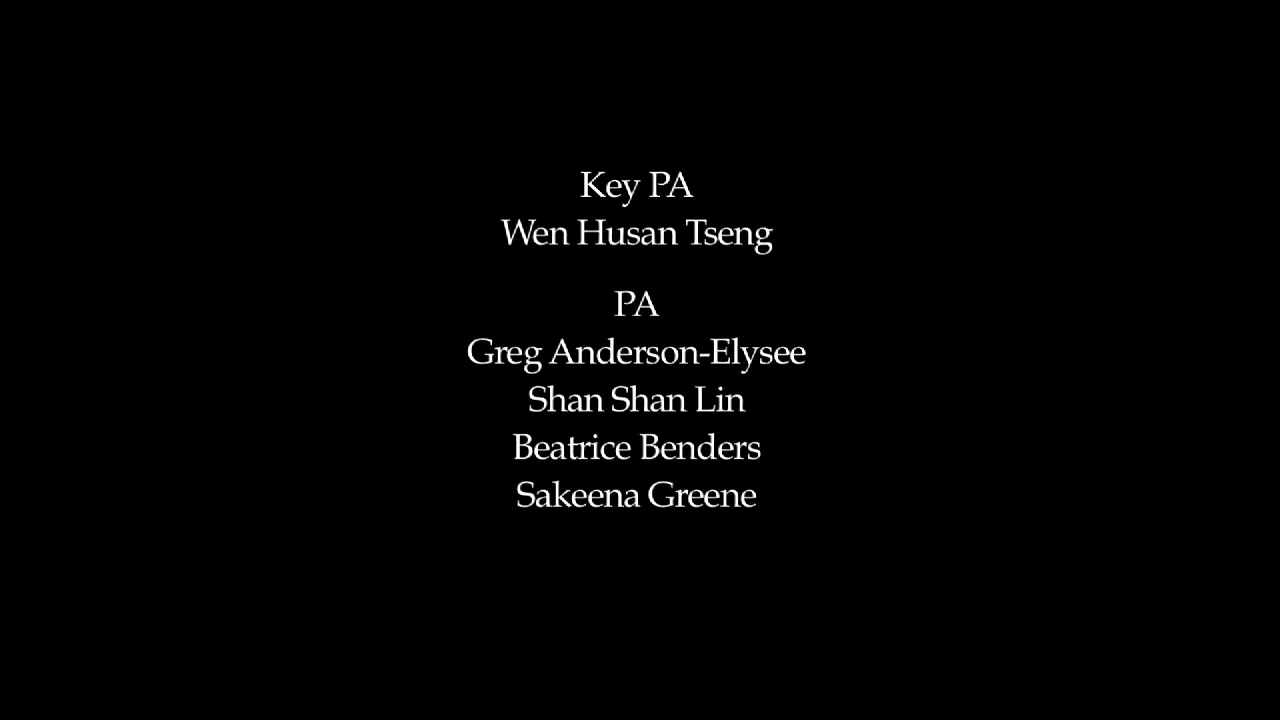 Key PA
Wen Husan Tseng
PA
Greg Anderson-Elysee
Shan Shan Lin
Beatrice Benders
Sakeena Greene